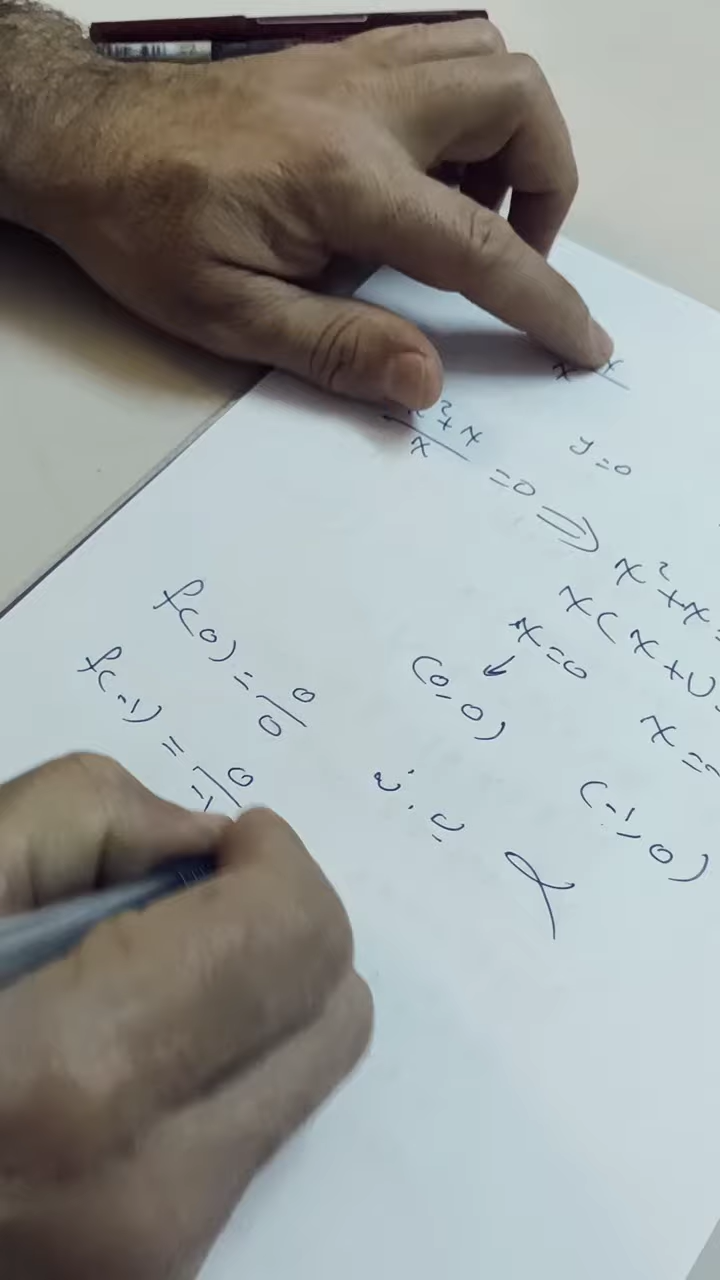 x
y=0
x²+x / x =0 ⟹ x²+x=
x(x+1)=
x=0 x=-
(0,0) (-1,0)
f(0) = 0/0
f(-1) = 0/-1